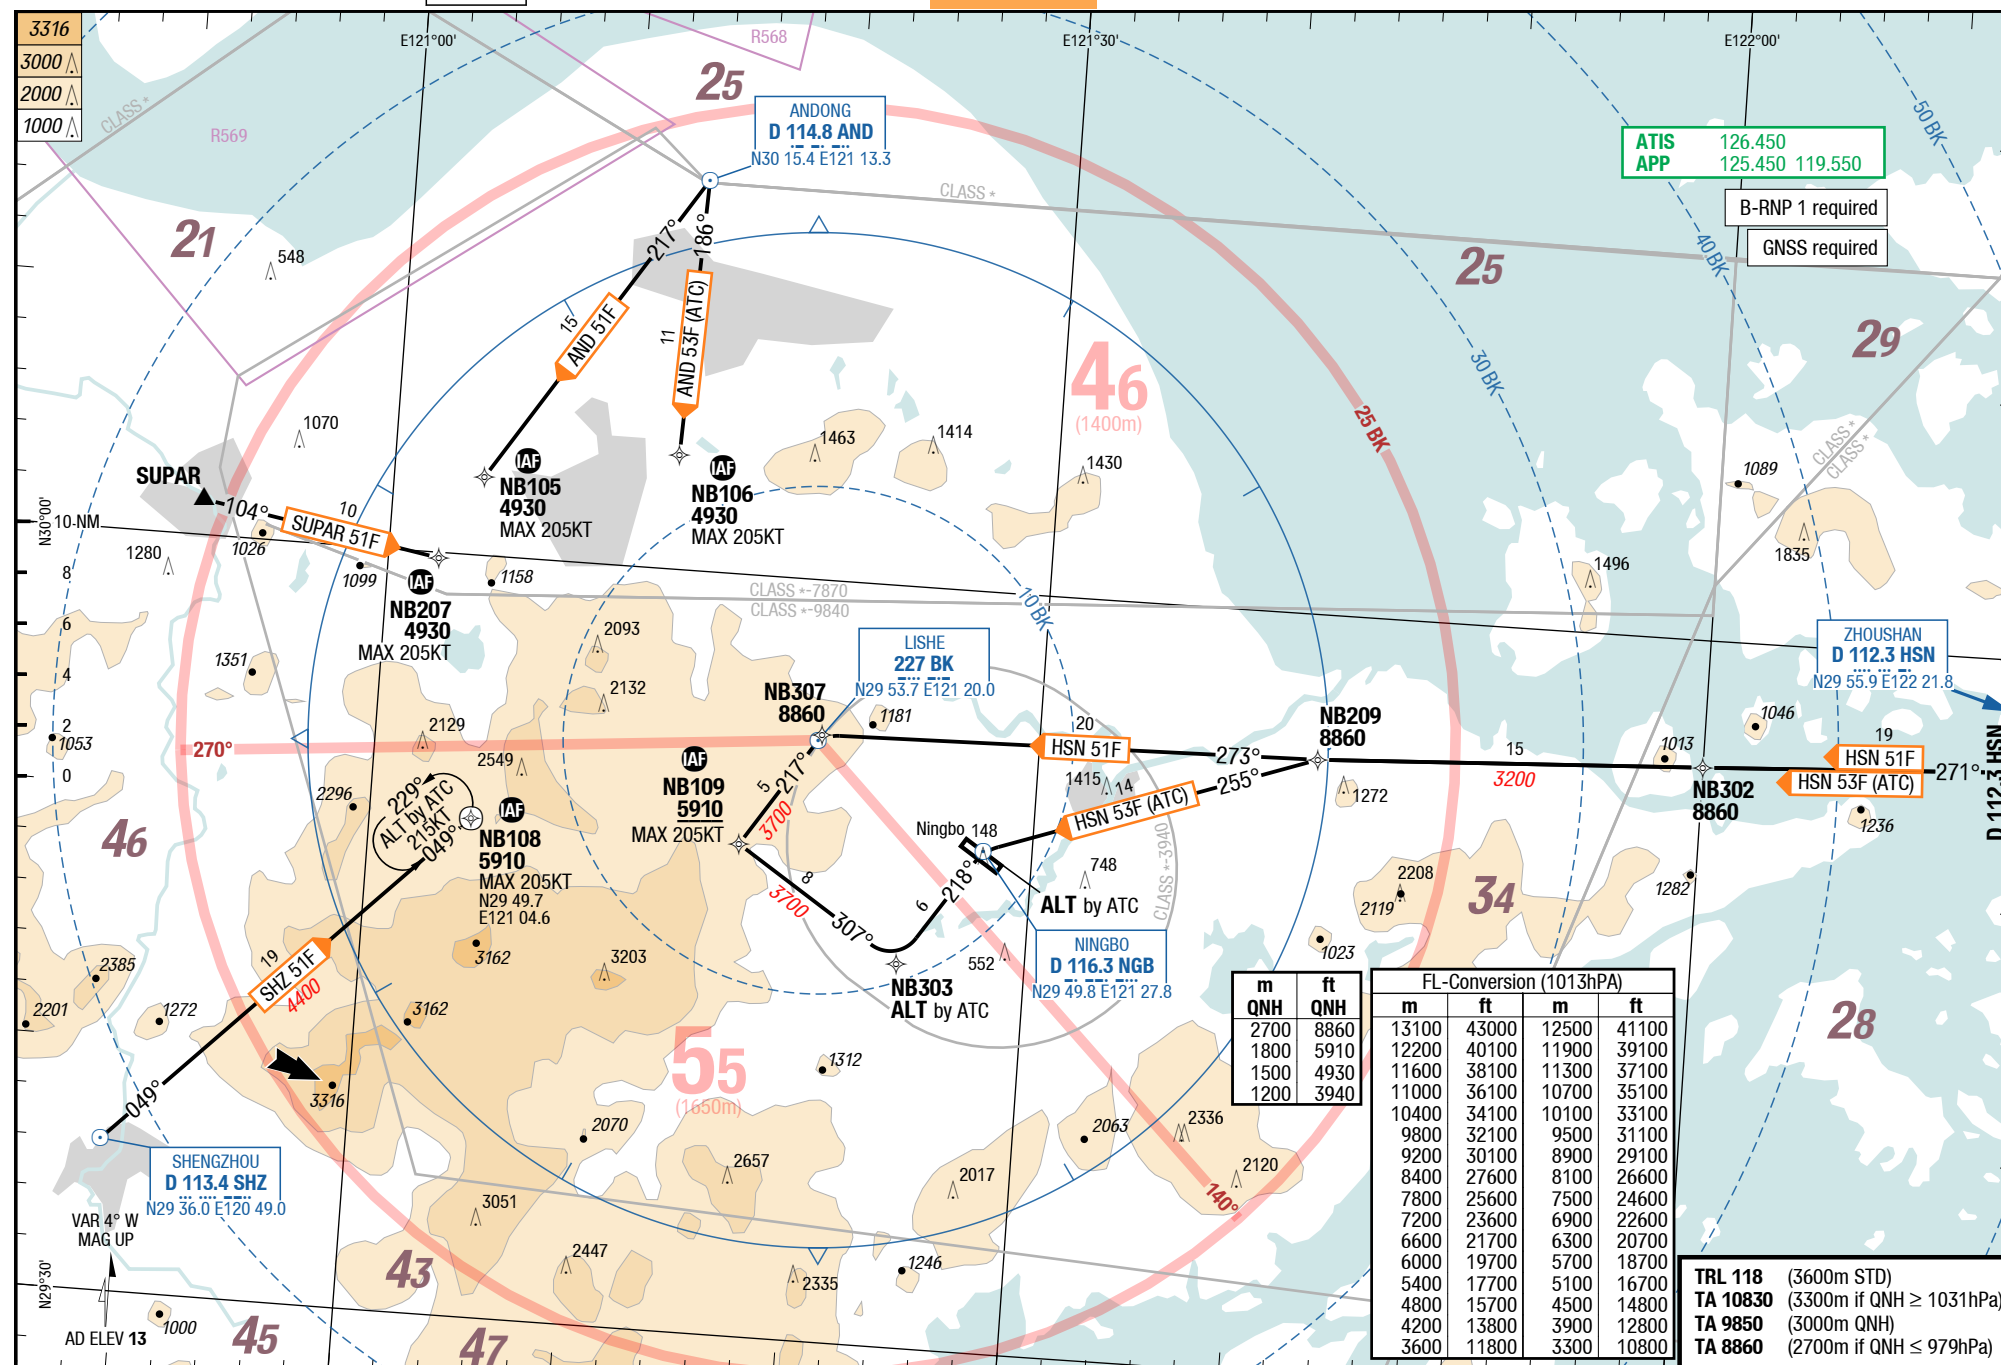 3316
3000
2000
1000
E121°00'
E121°30'
E122°00'
R568
R569
CLASS *
25
21
ANDONG
D 114.8 AND
N30 15.4 E121 13.3
CLASS *
50 BK
ATIS 126.450
APP 125.450 119.550
B-RNP 1 required
GNSS required
40 BK
25
29
548
217°
186°
15
AND 51F
11
AND 53F (ATC)
46
(1400m)
30 BK
25 BK
CLASS *
CLASS *
1070
1463
1414
1430
1089
SUPAR
104°
10
SUPAR 51F
IAF
NB105
4930
MAX 205KT
IAF
NB106
4930
MAX 205KT
N30°00'
10 NM
8
6
4
2
0
1280
1026
1099
1158
IAF
NB207
4930
MAX 205KT
1496
1835
CLASS *-7870
CLASS *-9840
10 BK
2093
LISHE
227 BK
N29 53.7 E121 20.0
ZHOUSHAN
D 112.3 HSN
N29 55.9 E122 21.8
1351
2132
NB307
8860
1181
1053
270°
2129
2549
20
HSN 51F
273°
NB209
8860
15
3200
1013
1046
19
HSN 51F
HSN 53F (ATC)
271°
D 112.3 HSN
NB302
8860
1236
IAF
NB109
5910
MAX 205KT
5
217°
3700
1415
14
HSN 53F (ATC)
255°
1272
2296
229°
ALT by ATC
215KT
049°
IAF
NB108
5910
MAX 205KT
N29 49.7
E121 04.6
46
Ningbo 148
748
CLASS *-3940
8
3700
307°
6
218°
ALT by ATC
2208
2119
34
1282
1023
NB303
ALT by ATC
552
NINGBO
D 116.3 NGB
N29 49.8 E121 27.8
3162
3203
19
SHZ 51F
4400
2385
2201
1272
3162
3316
55
(1650m)
1312
28
049°
SHENGZHOU
D 113.4 SHZ
N29 36.0 E120 49.0
VAR 4° W
MAG UP
2070
2063
2336
2120
140°
2657
2017
3051
2447
2335
1246
43
45
47
N29°30'
AD ELEV 13
1000
m ft
QNH QNH
2700 8860
1800 5910
1500 4930
1200 3940
FL-Conversion (1013hPA)
m ft m ft
13100 43000 12500 41100
12200 40100 11900 39100
11600 38100 11300 37100
11000 36100 10700 35100
10400 34100 10100 33100
9800 32100 9500 31100
9200 30100 8900 29100
8400 27600 8100 26600
7800 25600 7500 24600
7200 23600 6900 22600
6600 21700 6300 20700
6000 19700 5700 18700
5400 17700 5100 16700
4800 15700 4500 14800
4200 13800 3900 12800
3600 11800 3300 10800
TRL 118 (3600m STD)
TA 10830 (3300m if QNH ≥ 1031hPa)
TA 9850 (3000m QNH)
TA 8860 (2700m if QNH ≤ 979hPa)